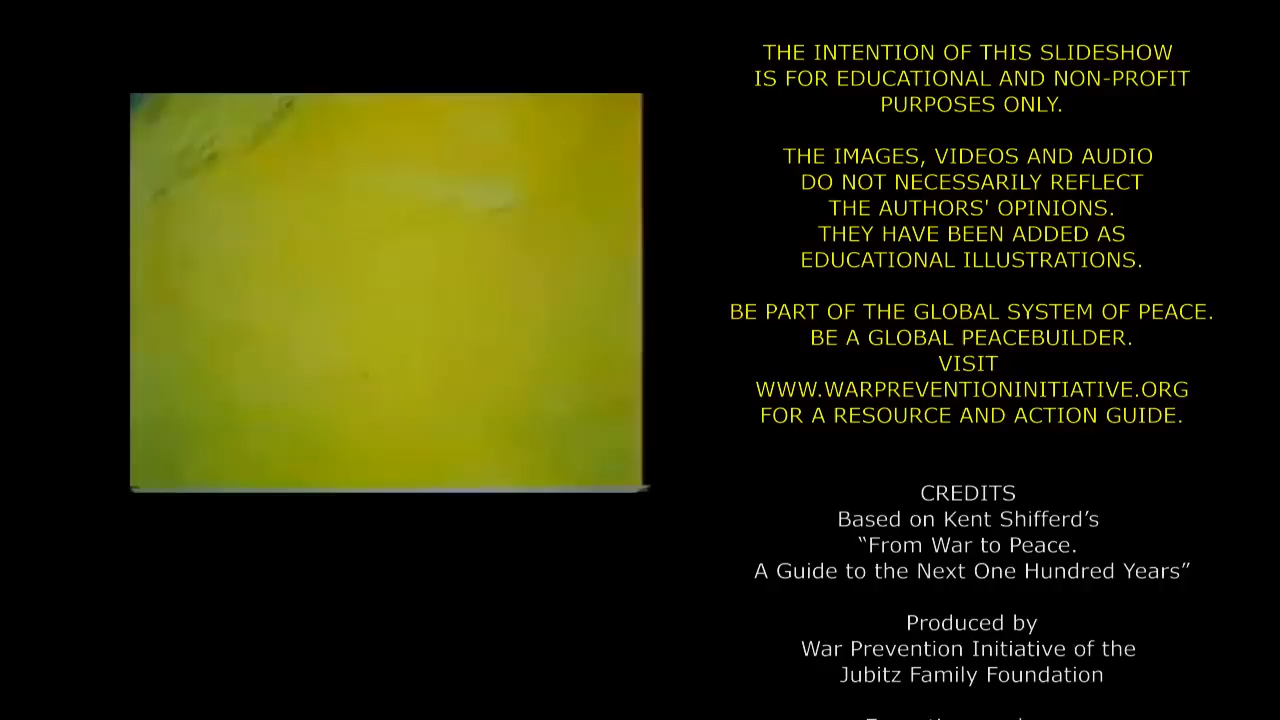 THE INTENTION OF THIS SLIDESHOW
IS FOR EDUCATIONAL AND NON-PROFIT
PURPOSES ONLY.
THE IMAGES, VIDEOS AND AUDIO
DO NOT NECESSARILY REFLECT
THE AUTHORS' OPINIONS.
THEY HAVE BEEN ADDED AS
EDUCATIONAL ILLUSTRATIONS.
BE PART OF THE GLOBAL SYSTEM OF PEACE.
BE A GLOBAL PEACEBUILDER.
VISIT
WWW.WARPREVENTIONINITIATIVE.ORG
FOR A RESOURCE AND ACTION GUIDE.
CREDITS
Based on Kent Shifferd’s
“From War to Peace.
A Guide to the Next One Hundred Years”
Produced by
War Prevention Initiative of the
Jubitz Family Foundation